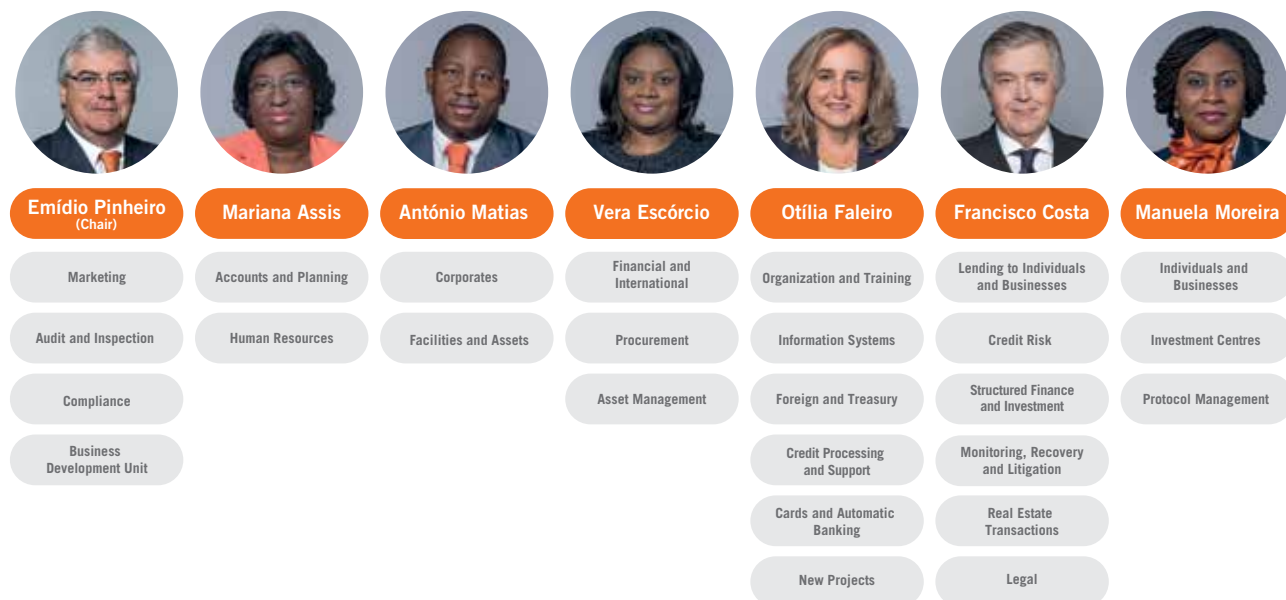 Emídio Pinheiro
(Chair)
Marketing
Audit and Inspection
Compliance
Business
Development Unit
Mariana Assis
Accounts and Planning
Human Resources
António Matias
Corporates
Facilities and Assets
Vera Escórcio
Financial and
International
Procurement
Asset Management
Otília Faleiro
Organization and Training
Information Systems
Foreign and Treasury
Credit Processing
and Support
Cards and Automatic
Banking
New Projects
Francisco Costa
Lending to Individuals
and Businesses
Credit Risk
Structured Finance
and Investment
Monitoring, Recovery
and Litigation
Real Estate
Transactions
Legal
Manuela Moreira
Individuals and
Businesses
Investment Centres
Protocol Management